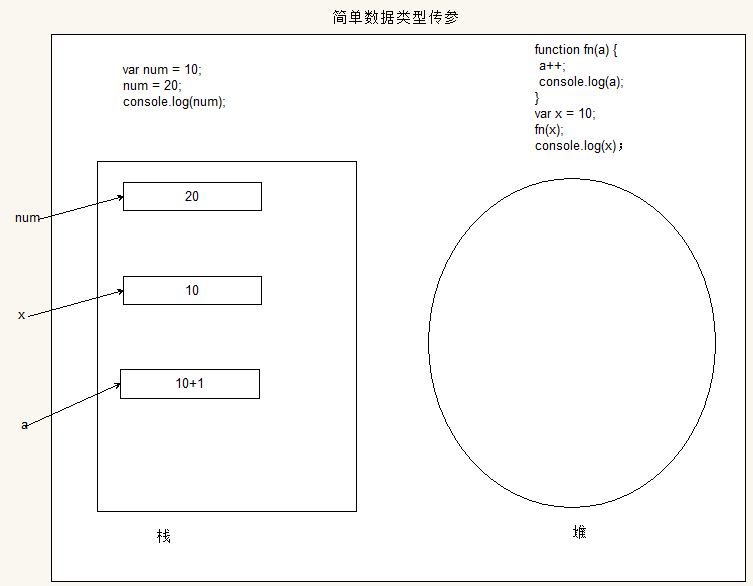 简单数据类型传参
var num = 10;
num = 20;
console.log(num);
function fn(a) {
a++;
console.log(a);
}
var x = 10;
fn(x);
console.log(x)；
num
20
x
10
a
10+1
栈
堆